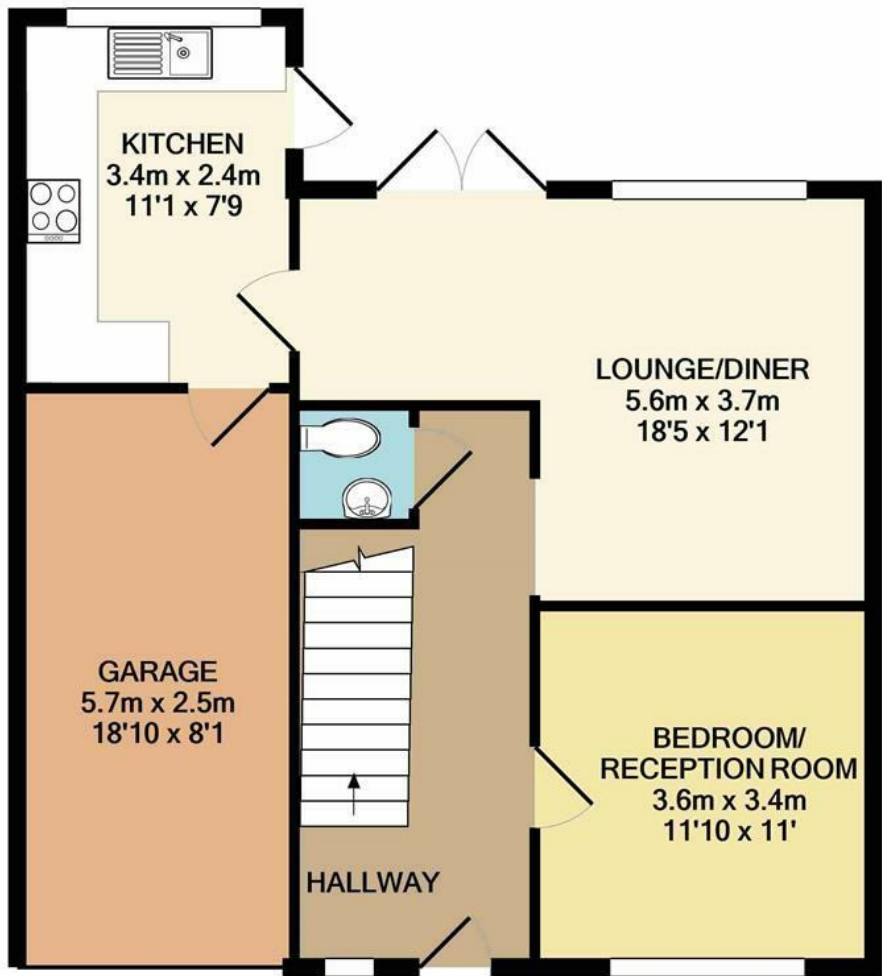 KITCHEN
3.4m x 2.4m
11'1 x 7'9
LOUNGE/DINER
5.6m x 3.7m
18'5 x 12'1
GARAGE
5.7m x 2.5m
18'10 x 8'1
BEDROOM/
RECEPTION ROOM
3.6m x 3.4m
11'10 x 11'
HALLWAY